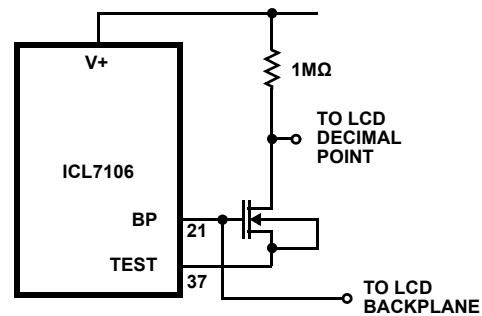 V+
1MΩ
TO LCD
DECIMAL
POINT
ICL7106
BP
21
TEST
37
TO LCD
BACKPLANE